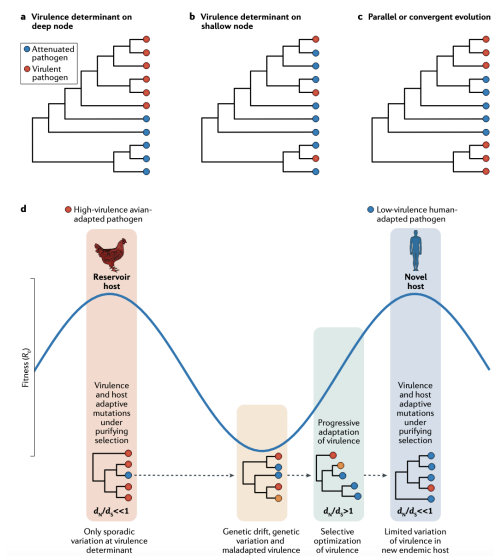 a Virulence determinant on
deep node
b Virulence determinant on
shallow node
c Parallel or convergent evolution
Attenuated
pathogen
Virulent
pathogen
d
High-virulence avian-
adapted pathogen
Low-virulence human-
adapted pathogen
Reservoir
host
Novel
host
Fitness (R₀)
Virulence
and host
adaptive
mutations
under
purifying
selection
Progressive
adaptation
of virulence
Virulence
and host
adaptive
mutations
under
purifying
selection
dN/dS<<1
dN/dS>1
dN/dS<<1
Only sporadic
variation at virulence
determinant
Genetic drift, genetic
variation and
maladapted virulence
Selective
optimization
of virulence
Limited variation
of virulence in
new endemic host